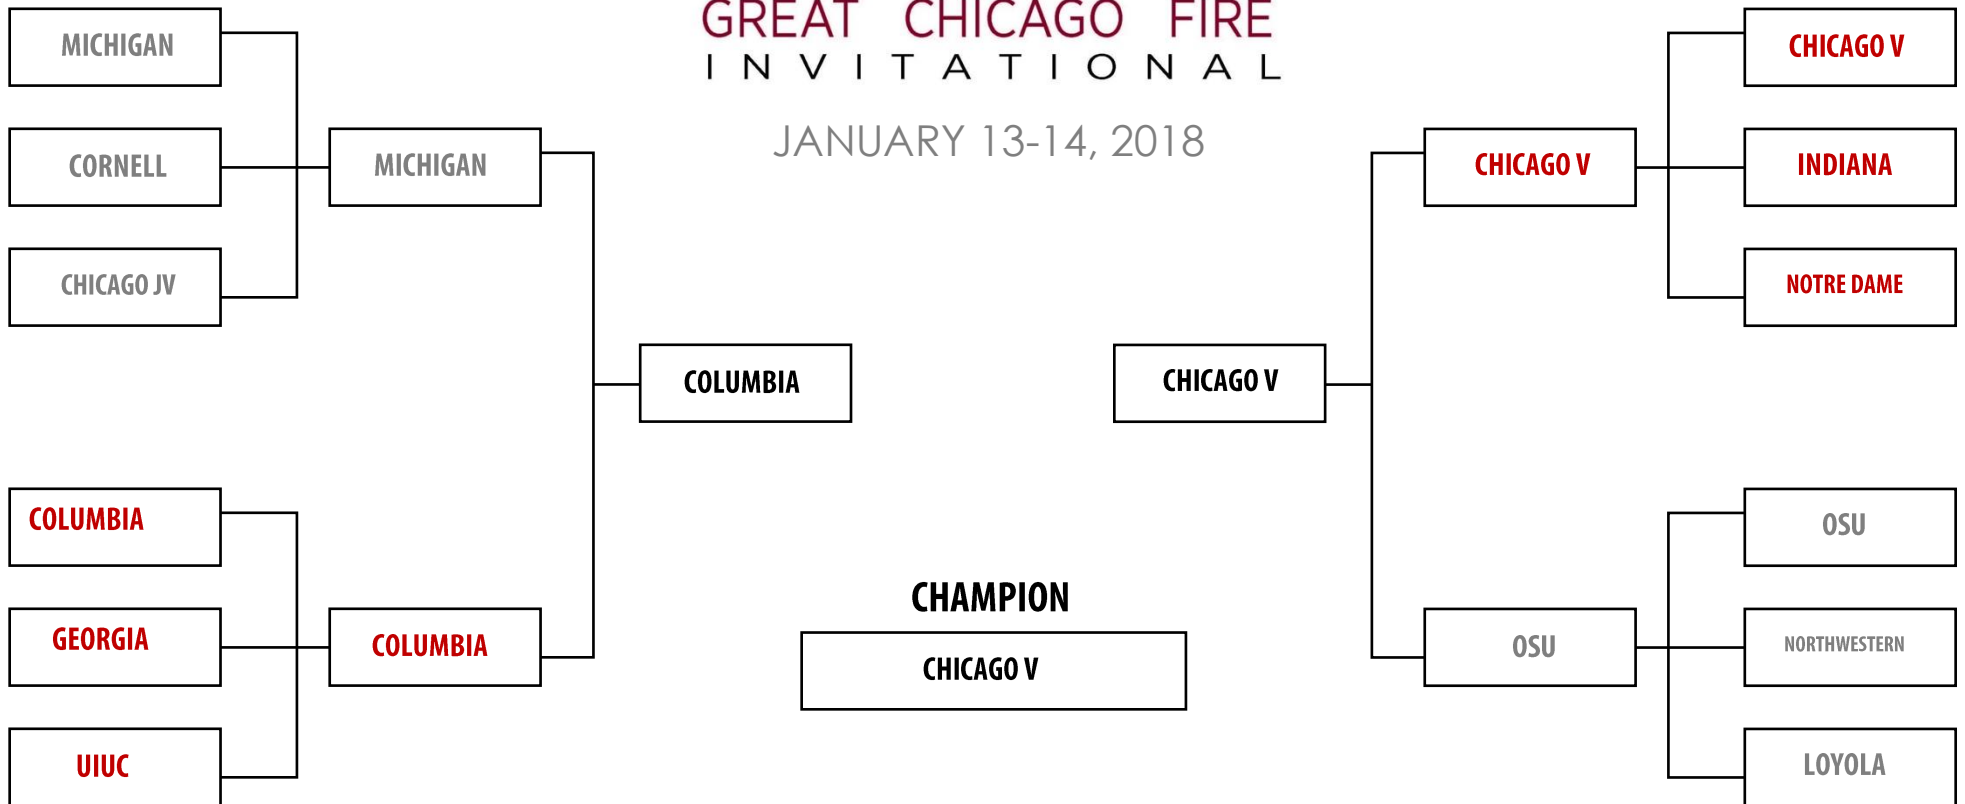 GREAT CHICAGO FIRE
INVITATIONAL
JANUARY 13-14, 2018
MICHIGAN
CORNELL
CHICAGO JV
MICHIGAN
COLUMBIA
GEORGIA
UIUC
COLUMBIA
COLUMBIA
CHICAGO V
CHICAGO V
INDIANA
NOTRE DAME
CHICAGO V
OSU
OSU
NORTHWESTERN
LOYOLA
CHAMPION
CHICAGO V